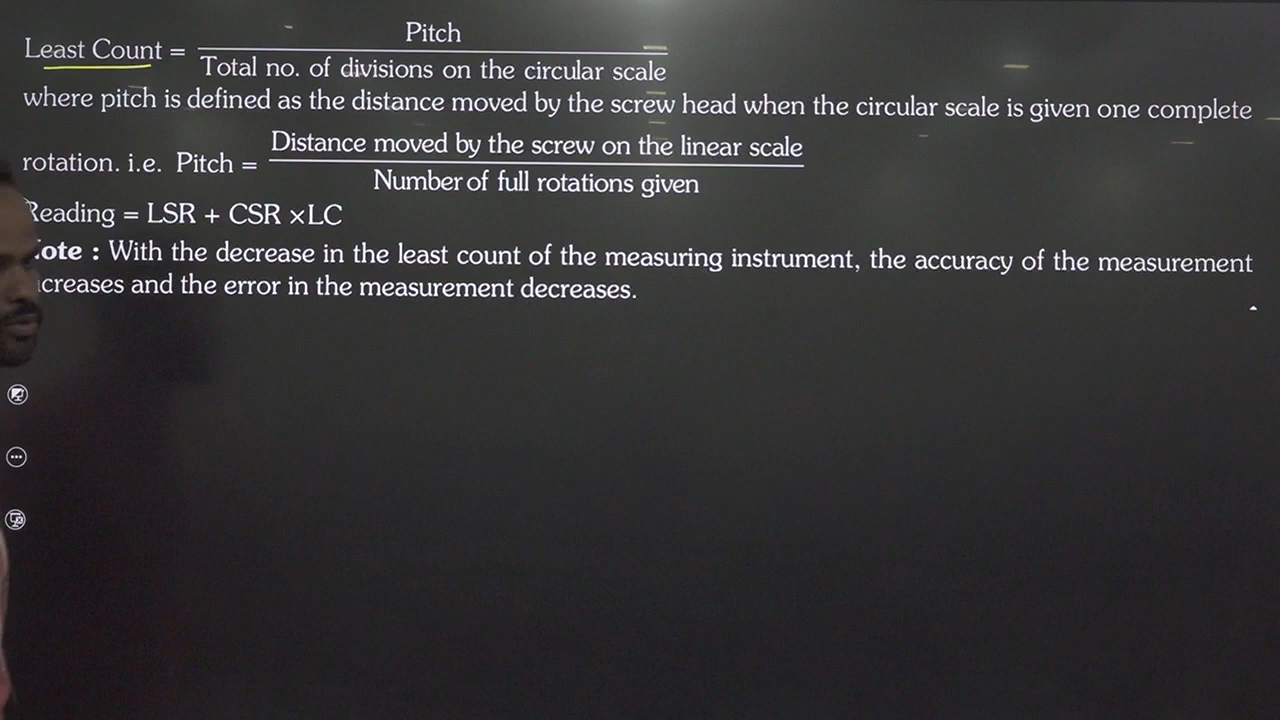 Least Count = Pitch / Total no. of divisions on the circular scale
where pitch is defined as the distance moved by the screw head when the circular scale is given one complete
rotation. i.e. Pitch = Distance moved by the screw on the linear scale / Number of full rotations given
Reading = LSR + CSR ×LC
ote : With the decrease in the least count of the measuring instrument, the accuracy of the measurement
creases and the error in the measurement decreases.